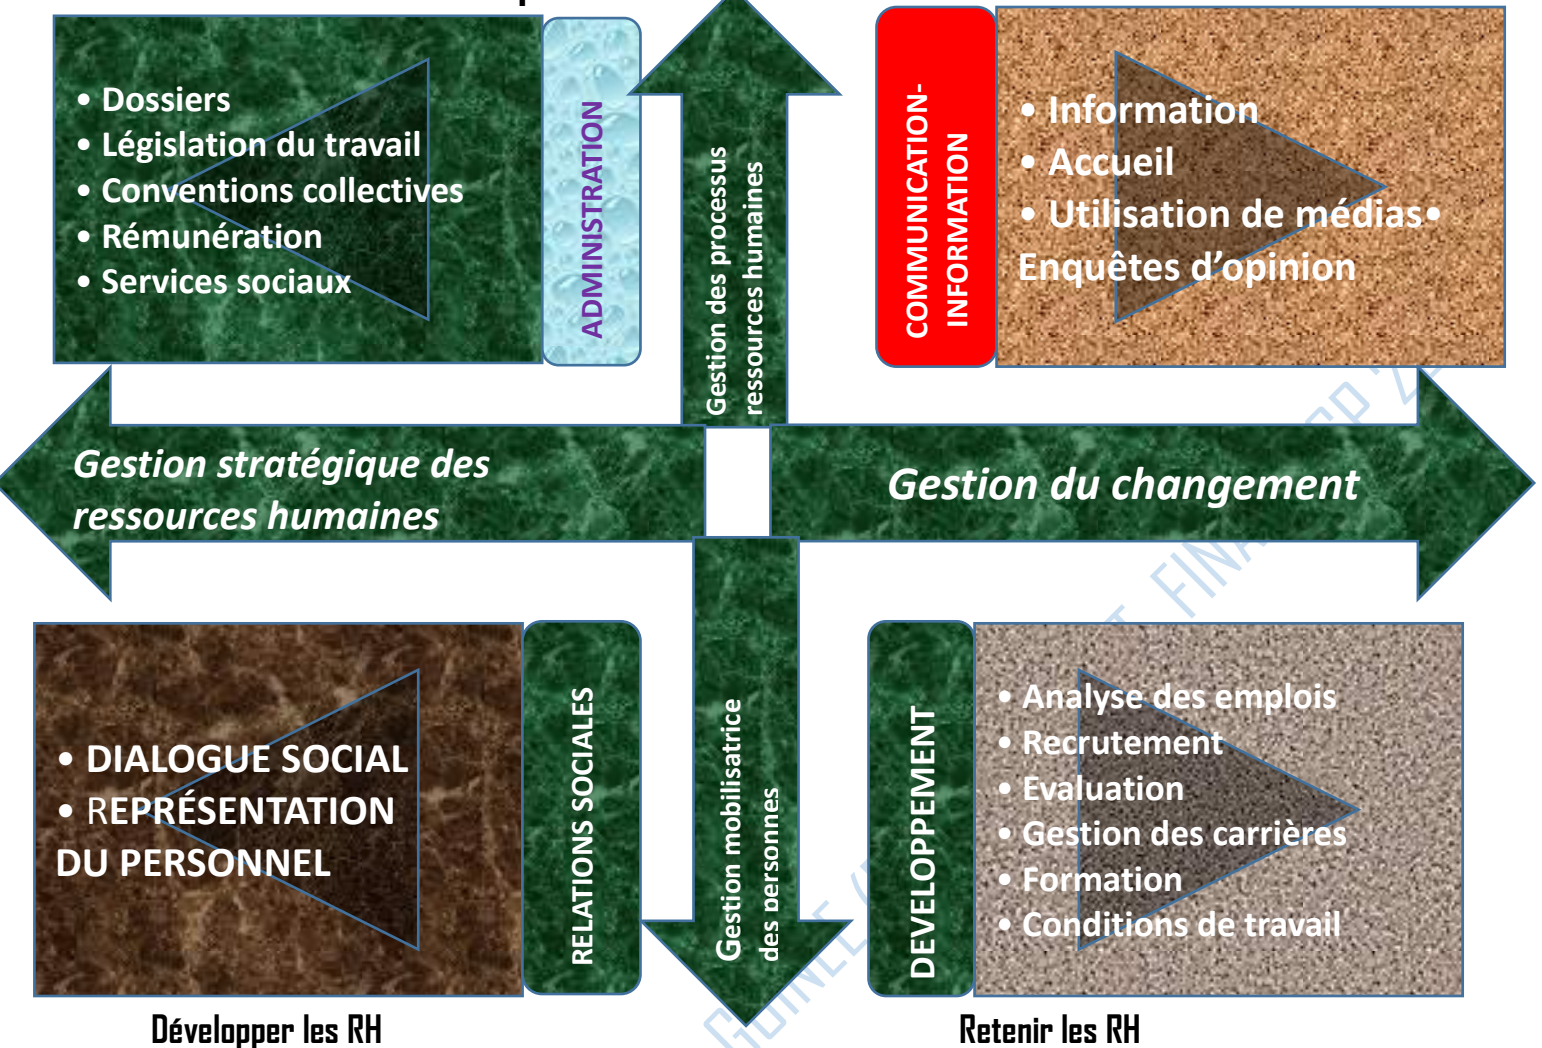 • Dossiers
• Législation du travail
• Conventions collectives
• Rémunération
• Services sociaux
ADMINISTRATION
Gestion des processus
ressources humaines
COMMUNICATION-
INFORMATION
• Information
• Accueil
• Utilisation de médias•
Enquêtes d'opinion
Gestion stratégique des
ressources humaines
Gestion du changement
• DIALOGUE SOCIAL
• REPRÉSENTATION
DU PERSONNEL
RELATIONS SOCIALES
Gestion mobilisatrice
des personnes
DEVELOPPEMENT
• Analyse des emplois
• Recrutement
• Evaluation
• Gestion des carrières
• Formation
• Conditions de travail
Développer les RH
Retenir les RH